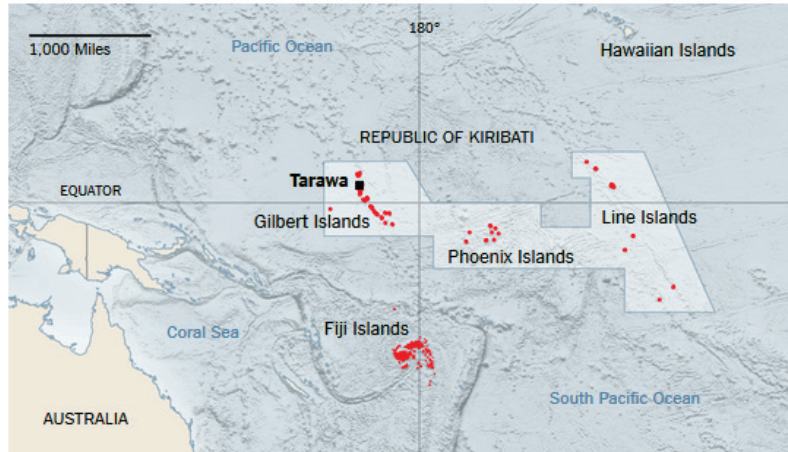 180°
1,000 Miles
Pacific Ocean
Hawaiian Islands
REPUBLIC OF KIRIBATI
Tarawa
EQUATOR
Gilbert Islands
Line Islands
Phoenix Islands
Fiji Islands
Coral Sea
South Pacific Ocean
AUSTRALIA